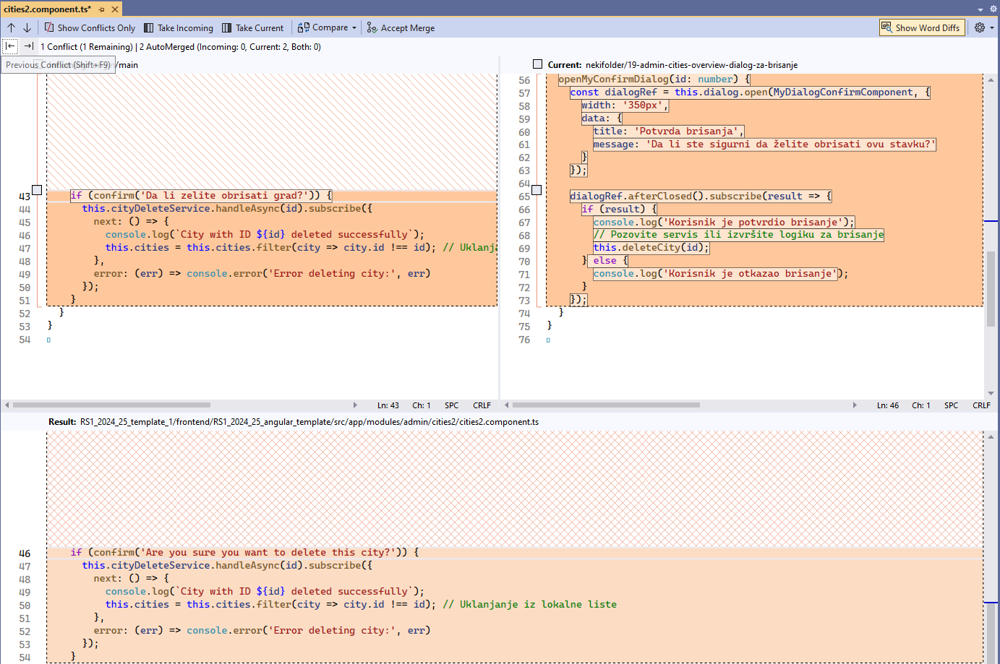 cities2.component.ts*
Show Conflicts Only Take Incoming Take Current Compare Accept Merge Show Word Diffs
1 Conflict (1 Remaining) | 2 AutoMerged (Incoming: 0, Current: 2, Both: 0)
Previous Conflict (Shift+F9) /main
43 if (confirm('Da li zelite obrisati grad?')) {
44 this.cityDeleteService.handleAsync(id).subscribe({
45 next: () => {
46 console.log(`City with ID ${id} deleted successfully`);
47 this.cities = this.cities.filter(city => city.id !== id); // Uklanja
48 },
49 error: (err) => console.error('Error deleting city:', err)
50 });
51 }
52 }
53 }
54
Ln: 43 Ch: 1 SPC CRLF
Current: nekifolder/19-admin-cities-overview-dialog-za-brisanje
56 openMyConfirmDialog(id: number) {
57 const dialogRef = this.dialog.open(MyDialogConfirmComponent, {
58 width: '350px',
59 data: {
60 title: 'Potvrda brisanja',
61 message: 'Da li ste sigurni da želite obrisati ovu stavku?'
62 }
63 });
64
65 dialogRef.afterClosed().subscribe(result => {
66 if (result) {
67 console.log('Korisnik je potvrdio brisanje');
68 // Pozovite servis ili izvršite logiku za brisanje
69 this.deleteCity(id);
70 } else {
71 console.log('Korisnik je otkazao brisanje');
72 }
73 });
74 }
75 }
76
Ln: 46 Ch: 1 SPC CRLF
Result: RS1_2024_25_template_1/frontend/RS1_2024_25_angular_template/src/app/modules/admin/cities2/cities2.component.ts
46 if (confirm('Are you sure you want to delete this city?')) {
47 this.cityDeleteService.handleAsync(id).subscribe({
48 next: () => {
49 console.log(`City with ID ${id} deleted successfully`);
50 this.cities = this.cities.filter(city => city.id !== id); // Uklanjanje iz lokalne liste
51 },
52 error: (err) => console.error('Error deleting city:', err)
53 });
54 }